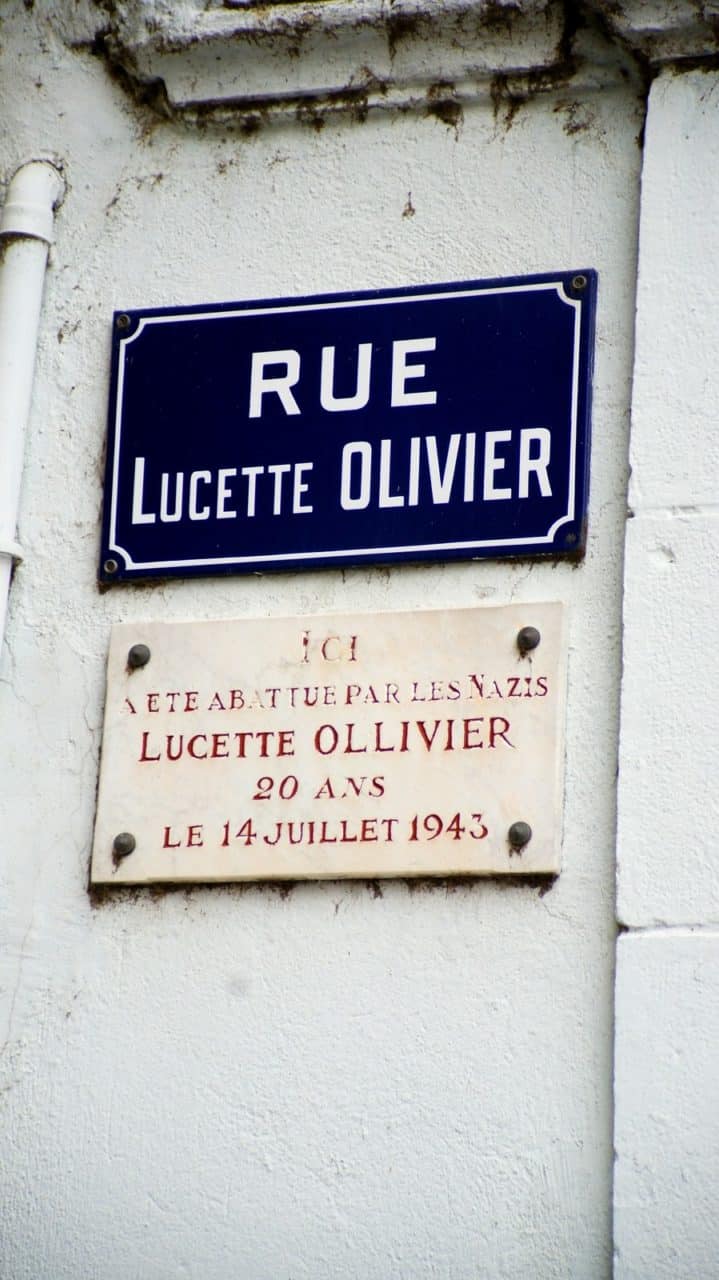 RUE
LUCETTE OLIVIER
ICI
A ETE ABATTUE PAR LES NAZIS
LUCETTE OLLIVIER
20 ANS
LE 14 JUILLET 1943